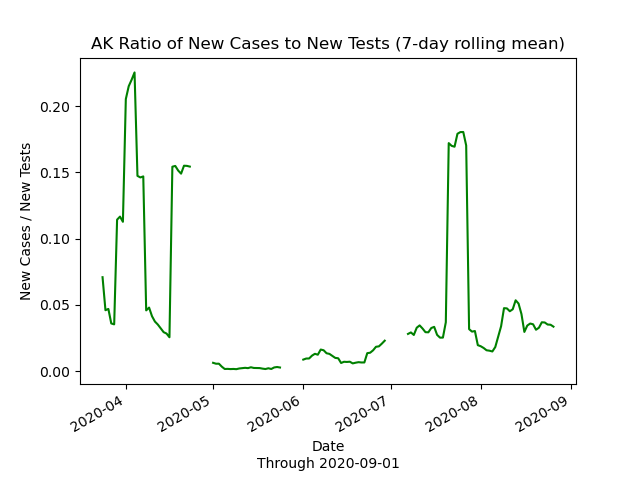 AK Ratio of New Cases to New Tests (7-day rolling mean)
New Cases / New Tests
0.20
0.15
0.10
0.05
0.00
2020-04
2020-05
2020-06
2020-07
2020-08
2020-09
Date
Through 2020-09-01